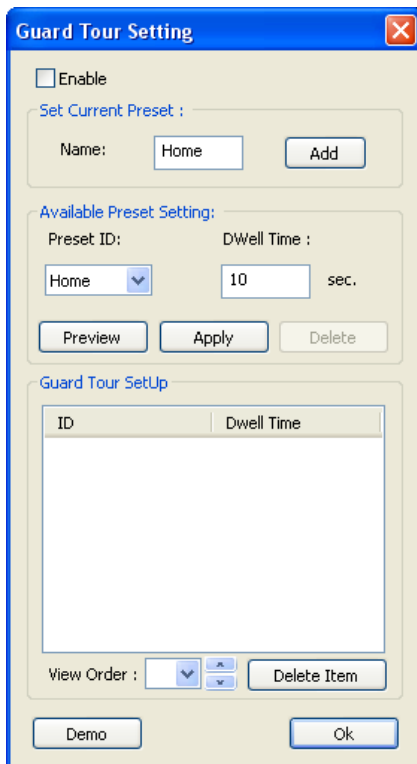 Guard Tour Setting
Enable
Set Current Preset :
Name: Home Add
Available Preset Setting:
Preset ID: DWell Time :
Home 10 sec.
Preview Apply Delete
Guard Tour SetUp
ID Dwell Time
View Order : Delete Item
Demo Ok